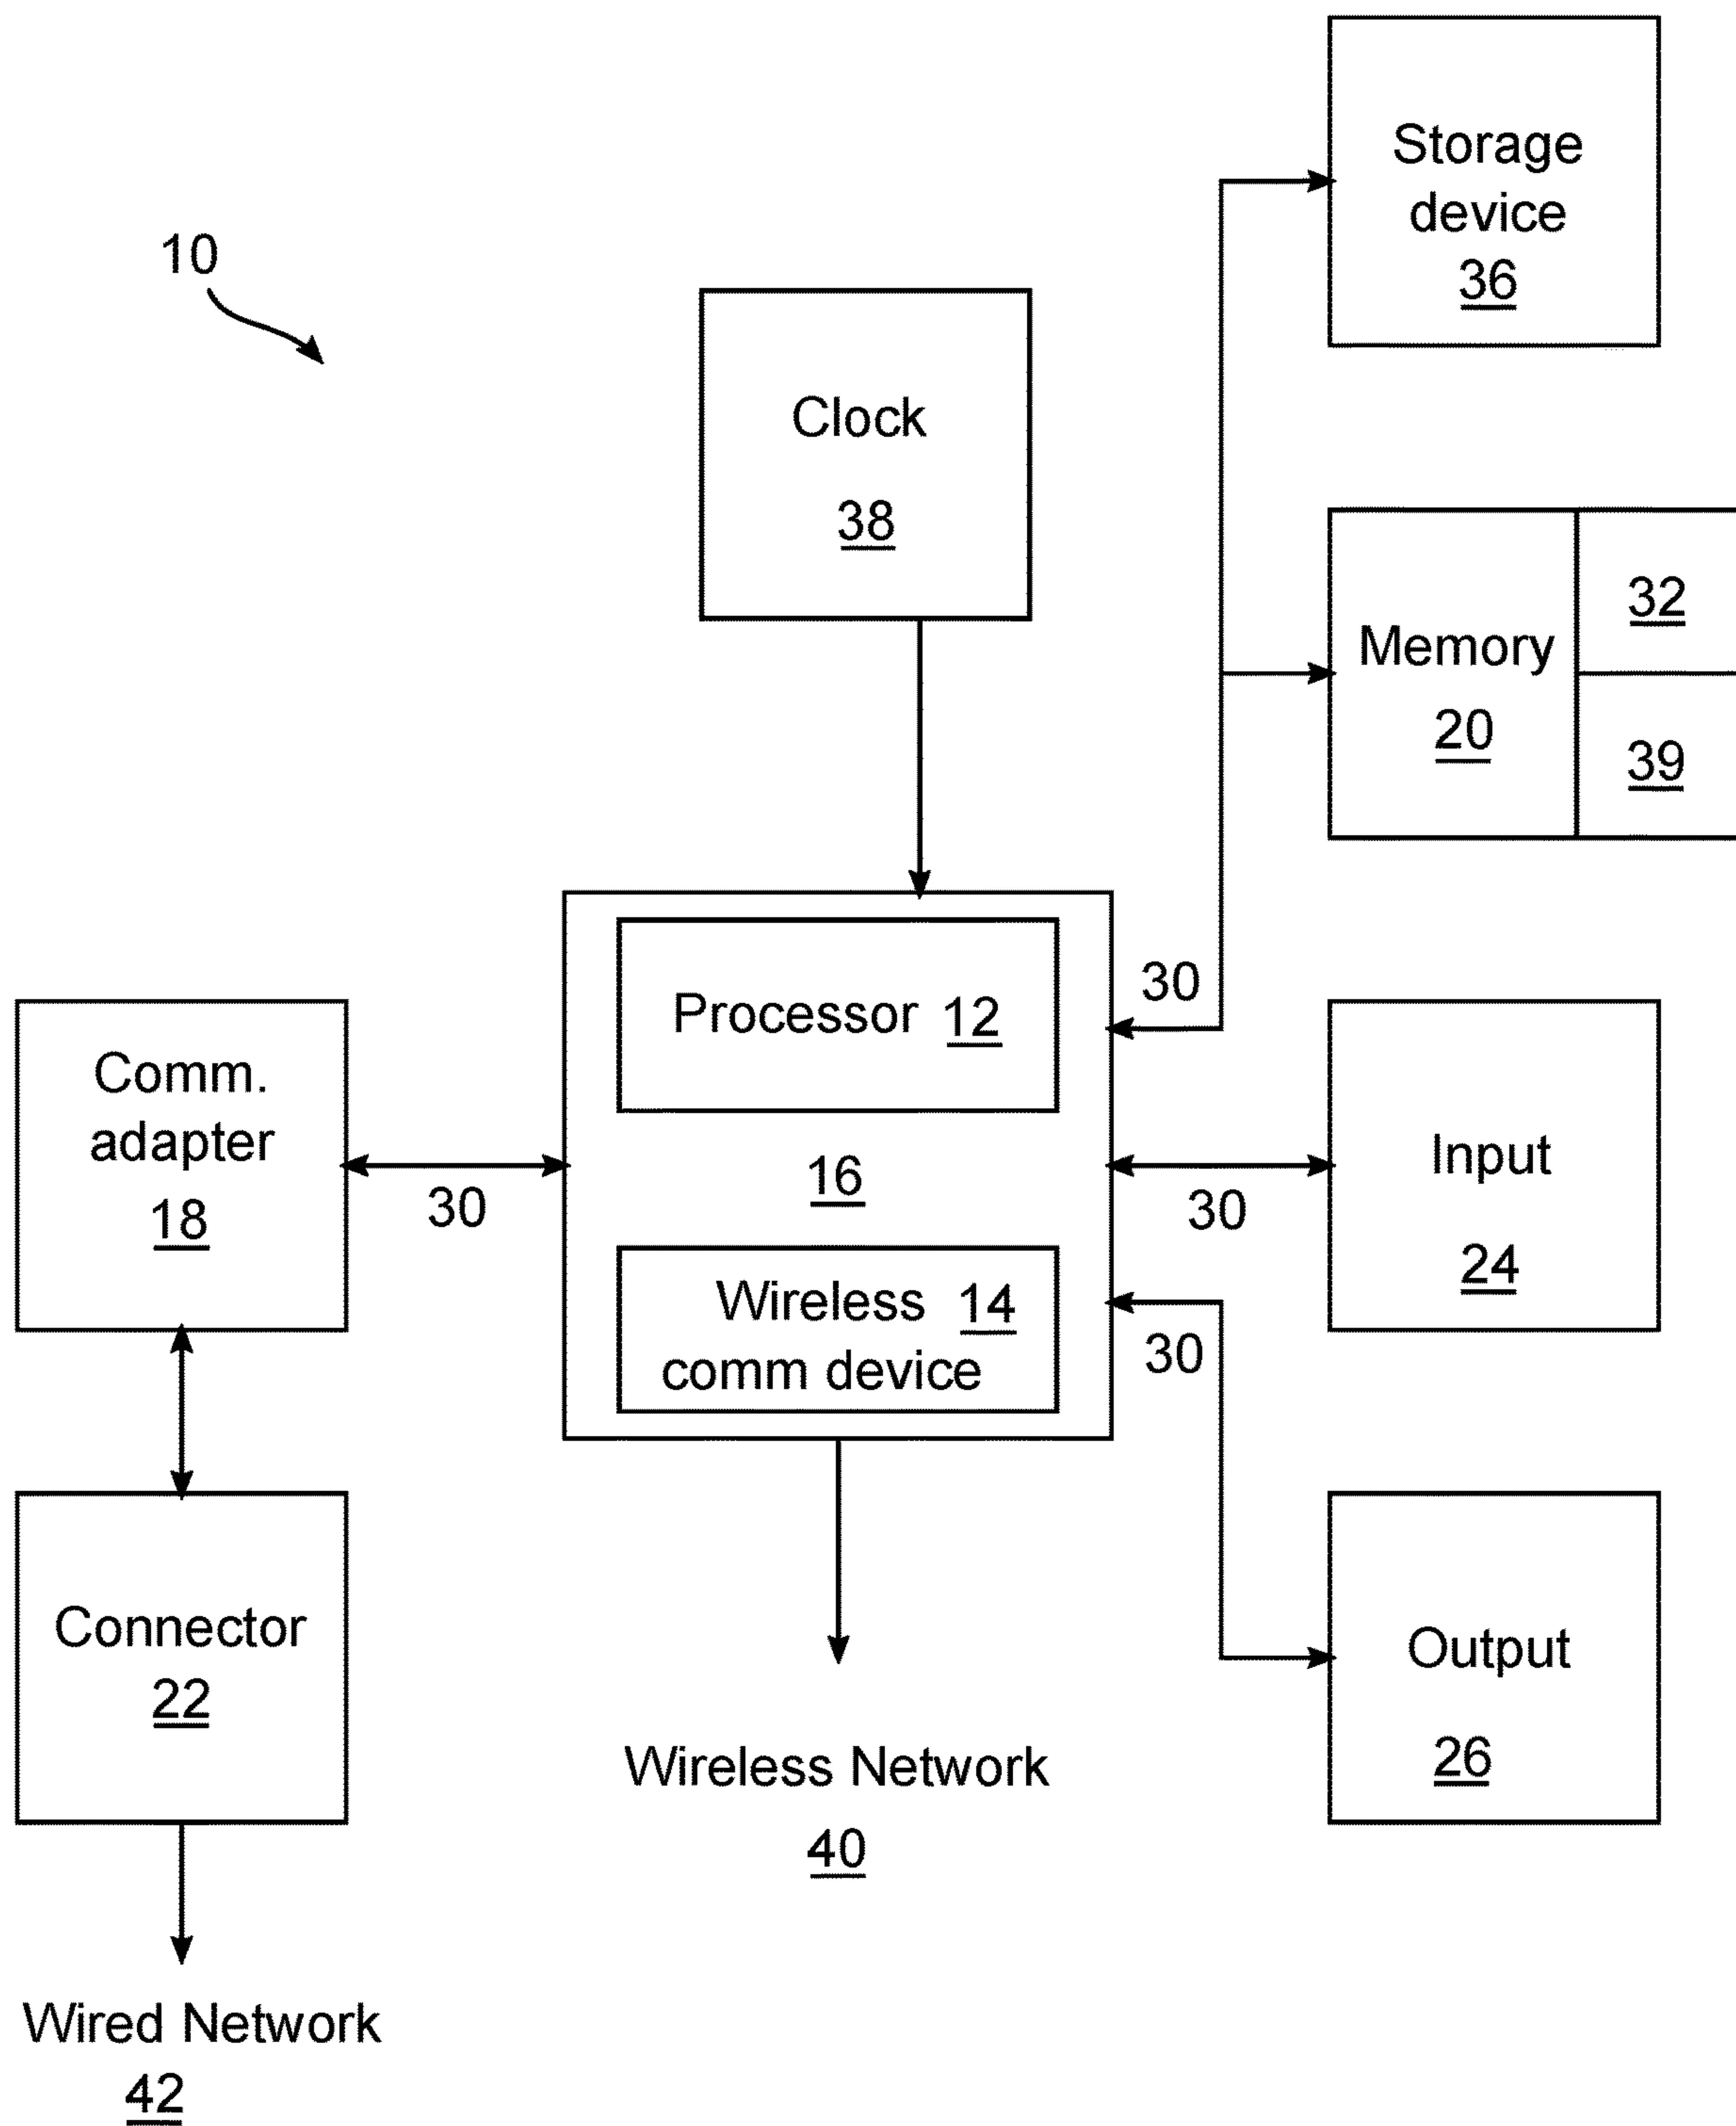 10
Storage
device
36
Clock
38
Memory
20
32
39
Processor 12
30
Comm.
adapter
18
30
16
30
Input
24
Wireless 14
comm device
30
Connector
22
Output
26
Wireless Network
40
Wired Network
42